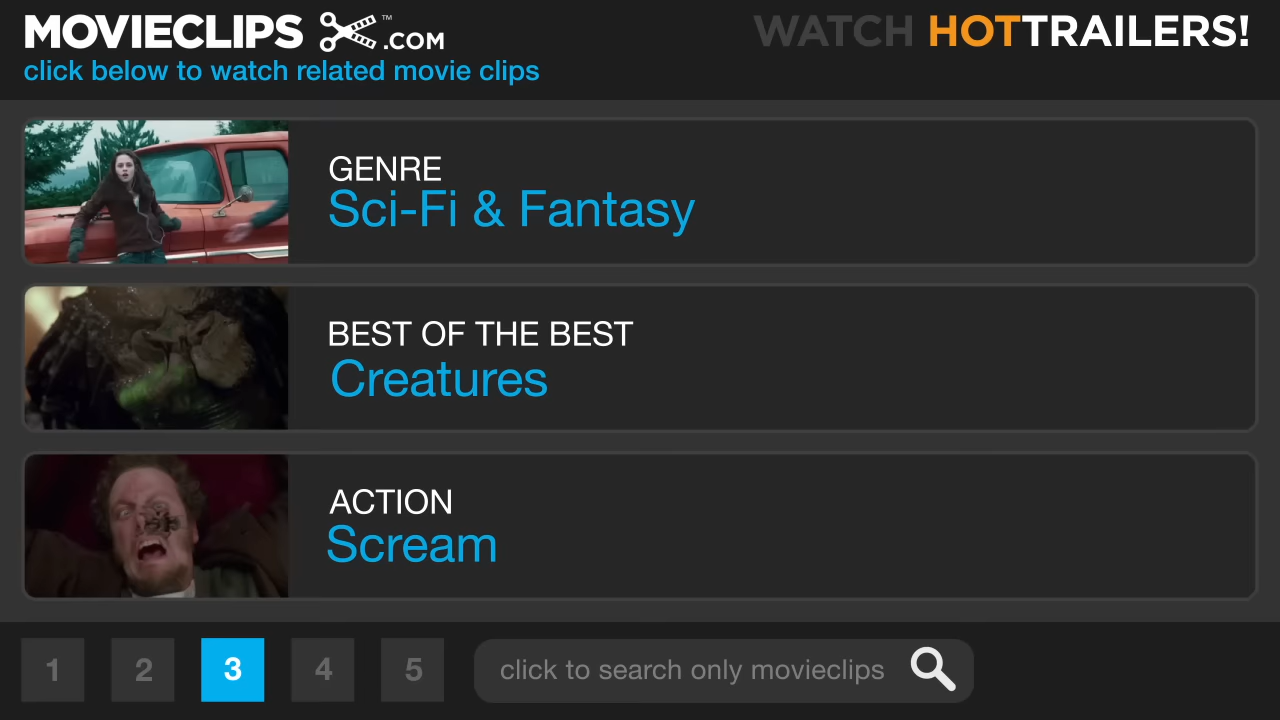 MOVIECLIPS ™ .COM
WATCH HOTTRAILERS!
click below to watch related movie clips
GENRE
Sci-Fi & Fantasy
BEST OF THE BEST
Creatures
ACTION
Scream
1 2 3 4 5
click to search only movieclips